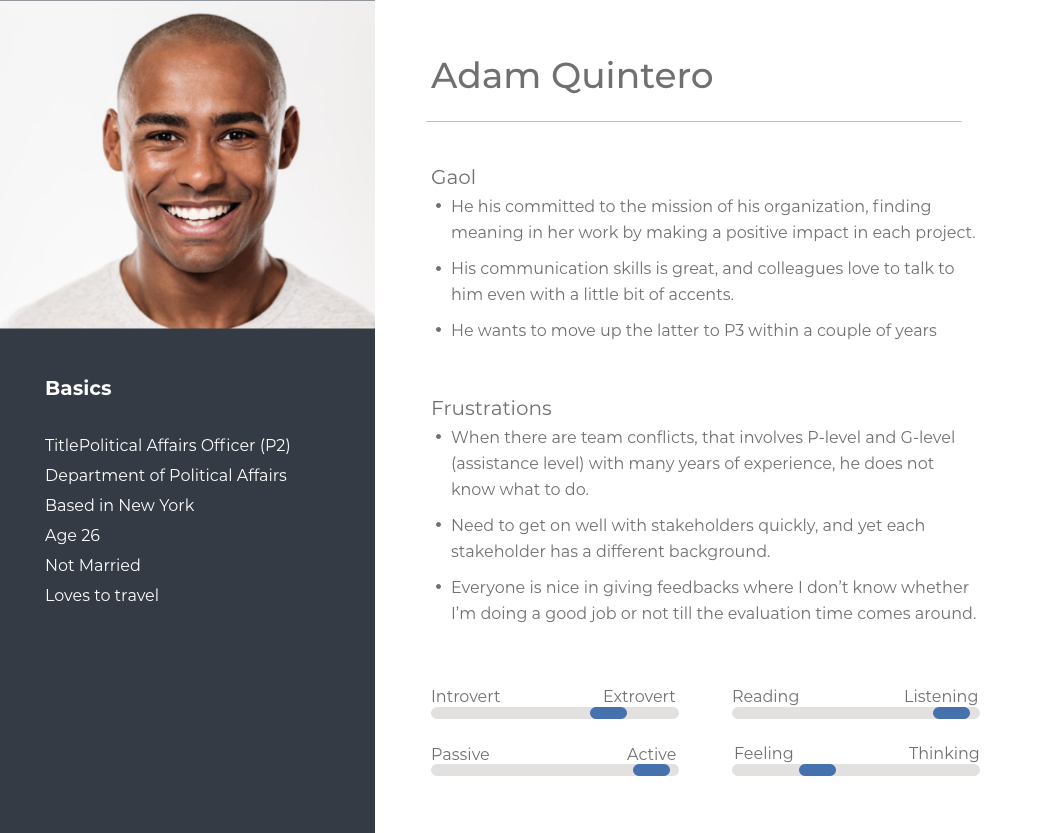 Adam Quintero
Gaol
• He his committed to the mission of his organization, finding
meaning in her work by making a positive impact in each project.
• His communication skills is great, and colleagues love to talk to
him even with a little bit of accents.
• He wants to move up the latter to P3 within a couple of years
Basics
TitlePolitical Affairs Officer (P2)
Department of Political Affairs
Based in New York
Age 26
Not Married
Loves to travel
Frustrations
• When there are team conflicts, that involves P-level and G-level
(assistance level) with many years of experience, he does not
know what to do.
• Need to get on well with stakeholders quickly, and yet each
stakeholder has a different background.
• Everyone is nice in giving feedbacks where I don’t know whether
I’m doing a good job or not till the evaluation time comes around.
Introvert Extrovert
Reading Listening
Passive Active
Feeling Thinking